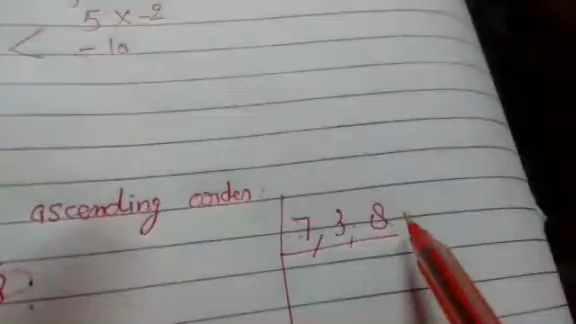 5 x -2
< -10
ascending order:
7, 3, 8